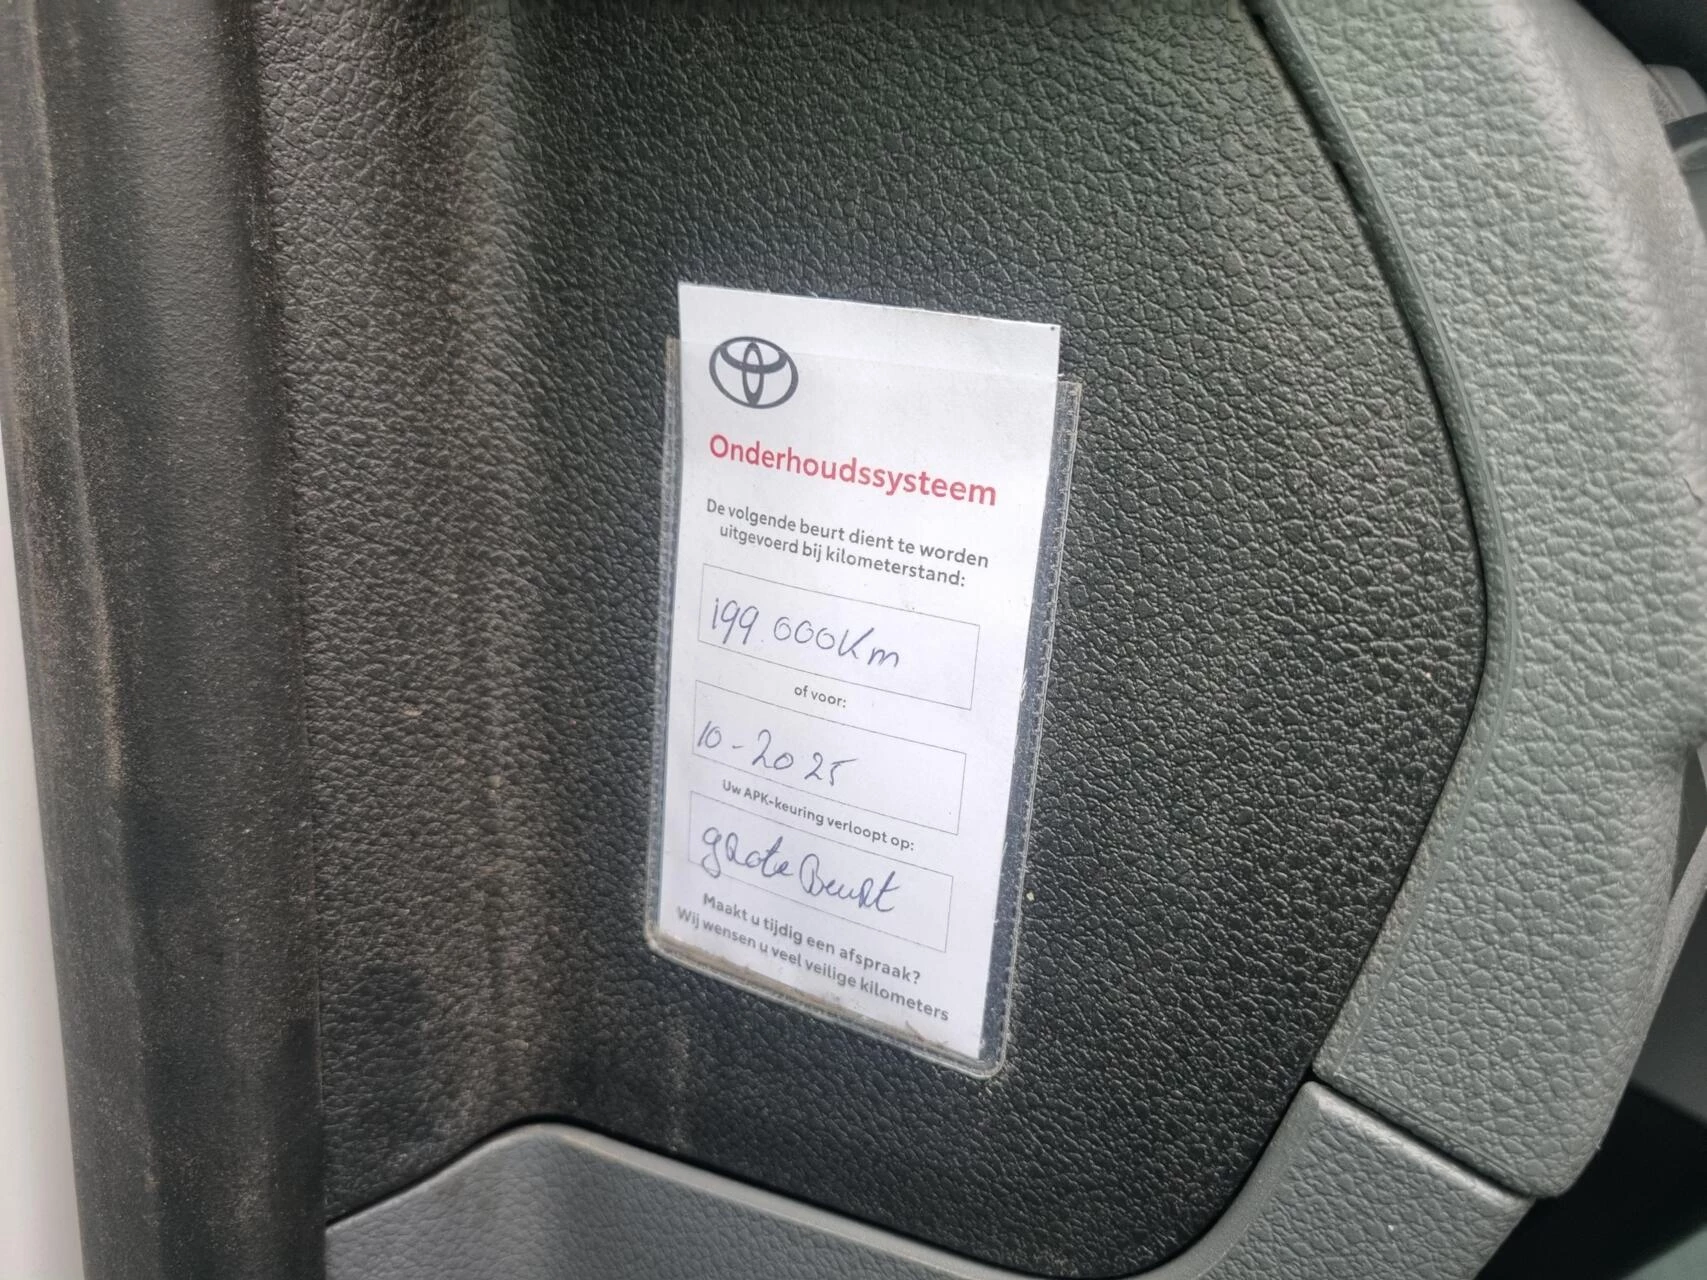 Onderhoudssysteem
De volgende beurt dient te worden
uitgevoerd bij kilometerstand:
199.000Km
of voor:
10-2025
Uw APK-keuring verloopt op:
grote Beurt
Maakt u tijdig een afspraak?
Wij wensen u veel veilige kilometers